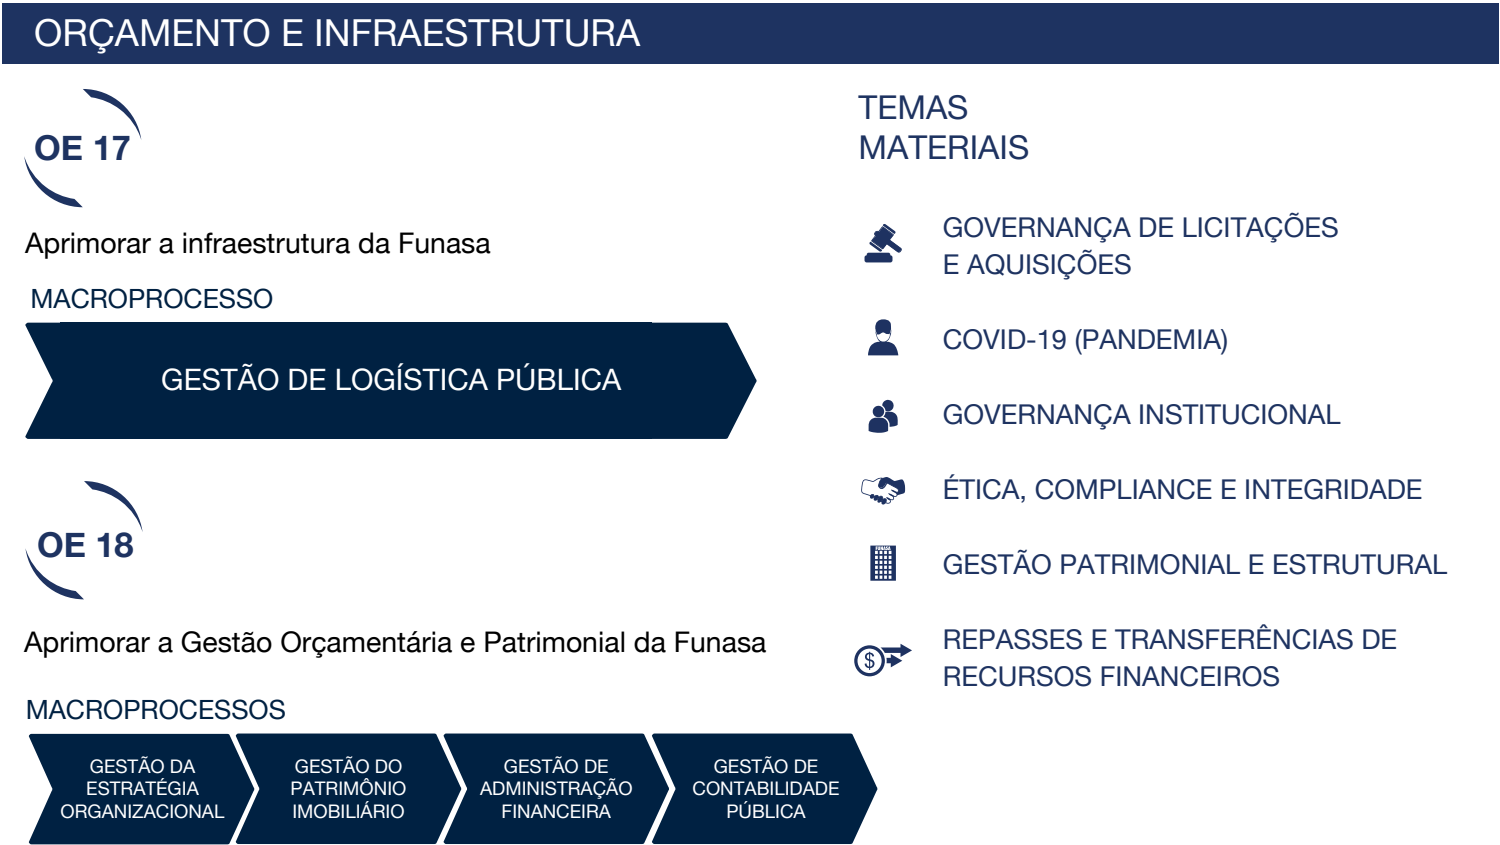 ORÇAMENTO E INFRAESTRUTURA
OE 17
Aprimorar a infraestrutura da Funasa
MACROPROCESSO
GESTÃO DE LOGÍSTICA PÚBLICA
OE 18
Aprimorar a Gestão Orçamentária e Patrimonial da Funasa
MACROPROCESSOS
GESTÃO DA
ESTRATÉGIA
ORGANIZACIONAL
GESTÃO DO
PATRIMÔNIO
IMOBILIÁRIO
GESTÃO DE
ADMINISTRAÇÃO
FINANCEIRA
GESTÃO DE
CONTABILIDADE
PÚBLICA
TEMAS
MATERIAIS
GOVERNANÇA DE LICITAÇÕES
E AQUISIÇÕES
COVID-19 (PANDEMIA)
GOVERNANÇA INSTITUCIONAL
ÉTICA, COMPLIANCE E INTEGRIDADE
FUNASA
GESTÃO PATRIMONIAL E ESTRUTURAL
$
REPASSES E TRANSFERÊNCIAS DE
RECURSOS FINANCEIROS